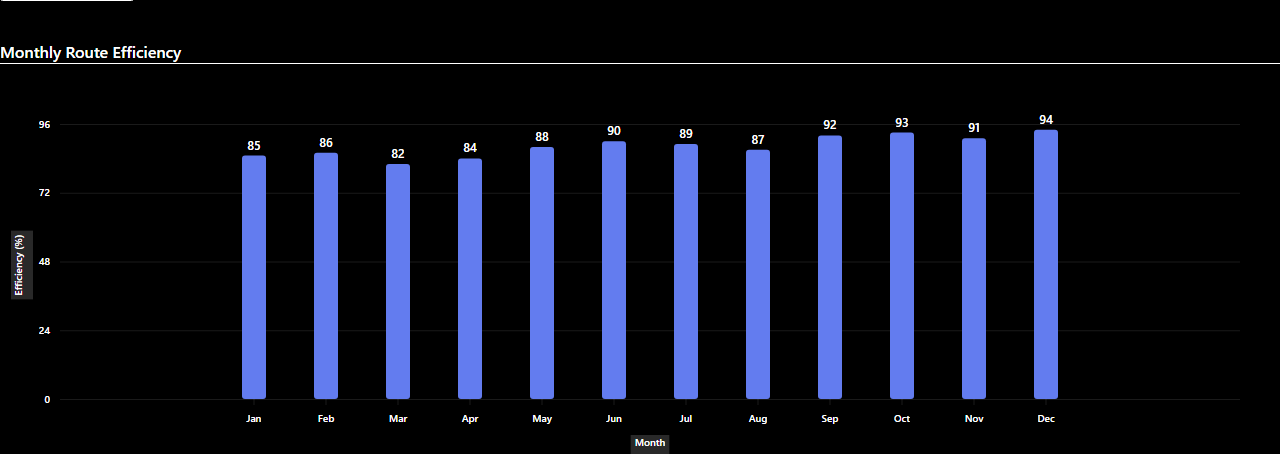 Monthly Route Efficiency
96
72
48
24
0
Efficiency (%)
85
86
82
84
88
90
89
87
92
93
91
94
Jan
Feb
Mar
Apr
May
Jun
Jul
Aug
Sep
Oct
Nov
Dec
Month